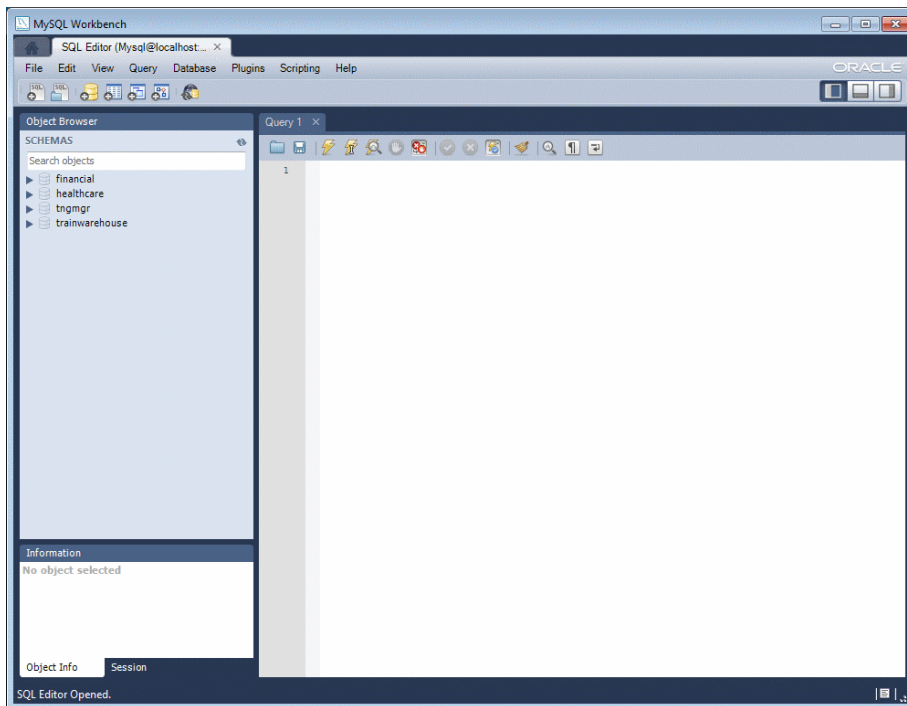 MySQL Workbench
SQL Editor (Mysql@localhost:... ×
File Edit View Query Database Plugins Scripting Help
ORACLE
Object Browser
Query 1 ×
SCHEMAS
Search objects
1
financial
healthcare
tngmgr
trainwarehouse
Information
No object selected
Object Info Session
SQL Editor Opened.